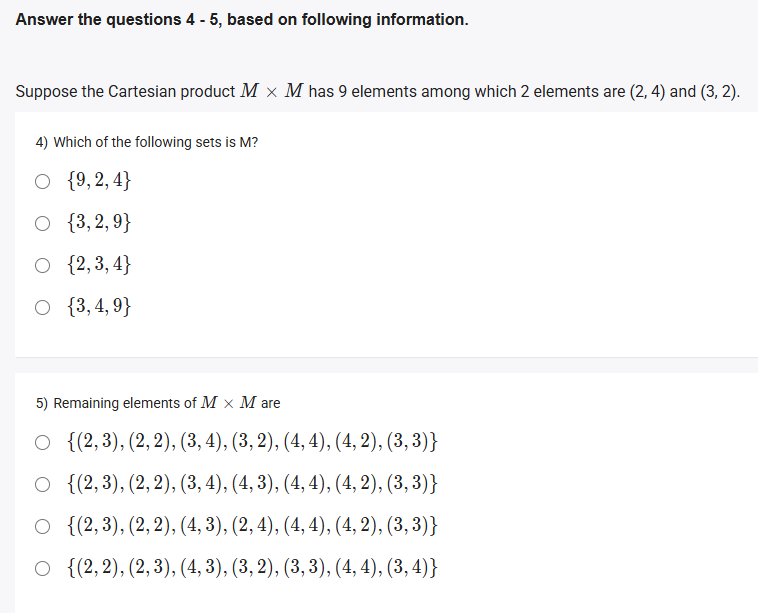 Answer the questions 4 - 5, based on following information.
Suppose the Cartesian product M × M has 9 elements among which 2 elements are (2, 4) and (3, 2).
4) Which of the following sets is M?
{9, 2, 4}
{3, 2, 9}
{2, 3, 4}
{3, 4, 9}
5) Remaining elements of M × M are
{(2, 3), (2, 2), (3, 4), (3, 2), (4, 4), (4, 2), (3, 3)}
{(2, 3), (2, 2), (3, 4), (4, 3), (4, 4), (4, 2), (3, 3)}
{(2, 3), (2, 2), (4, 3), (2, 4), (4, 4), (4, 2), (3, 3)}
{(2, 2), (2, 3), (4, 3), (3, 2), (3, 3), (4, 4), (3, 4)}